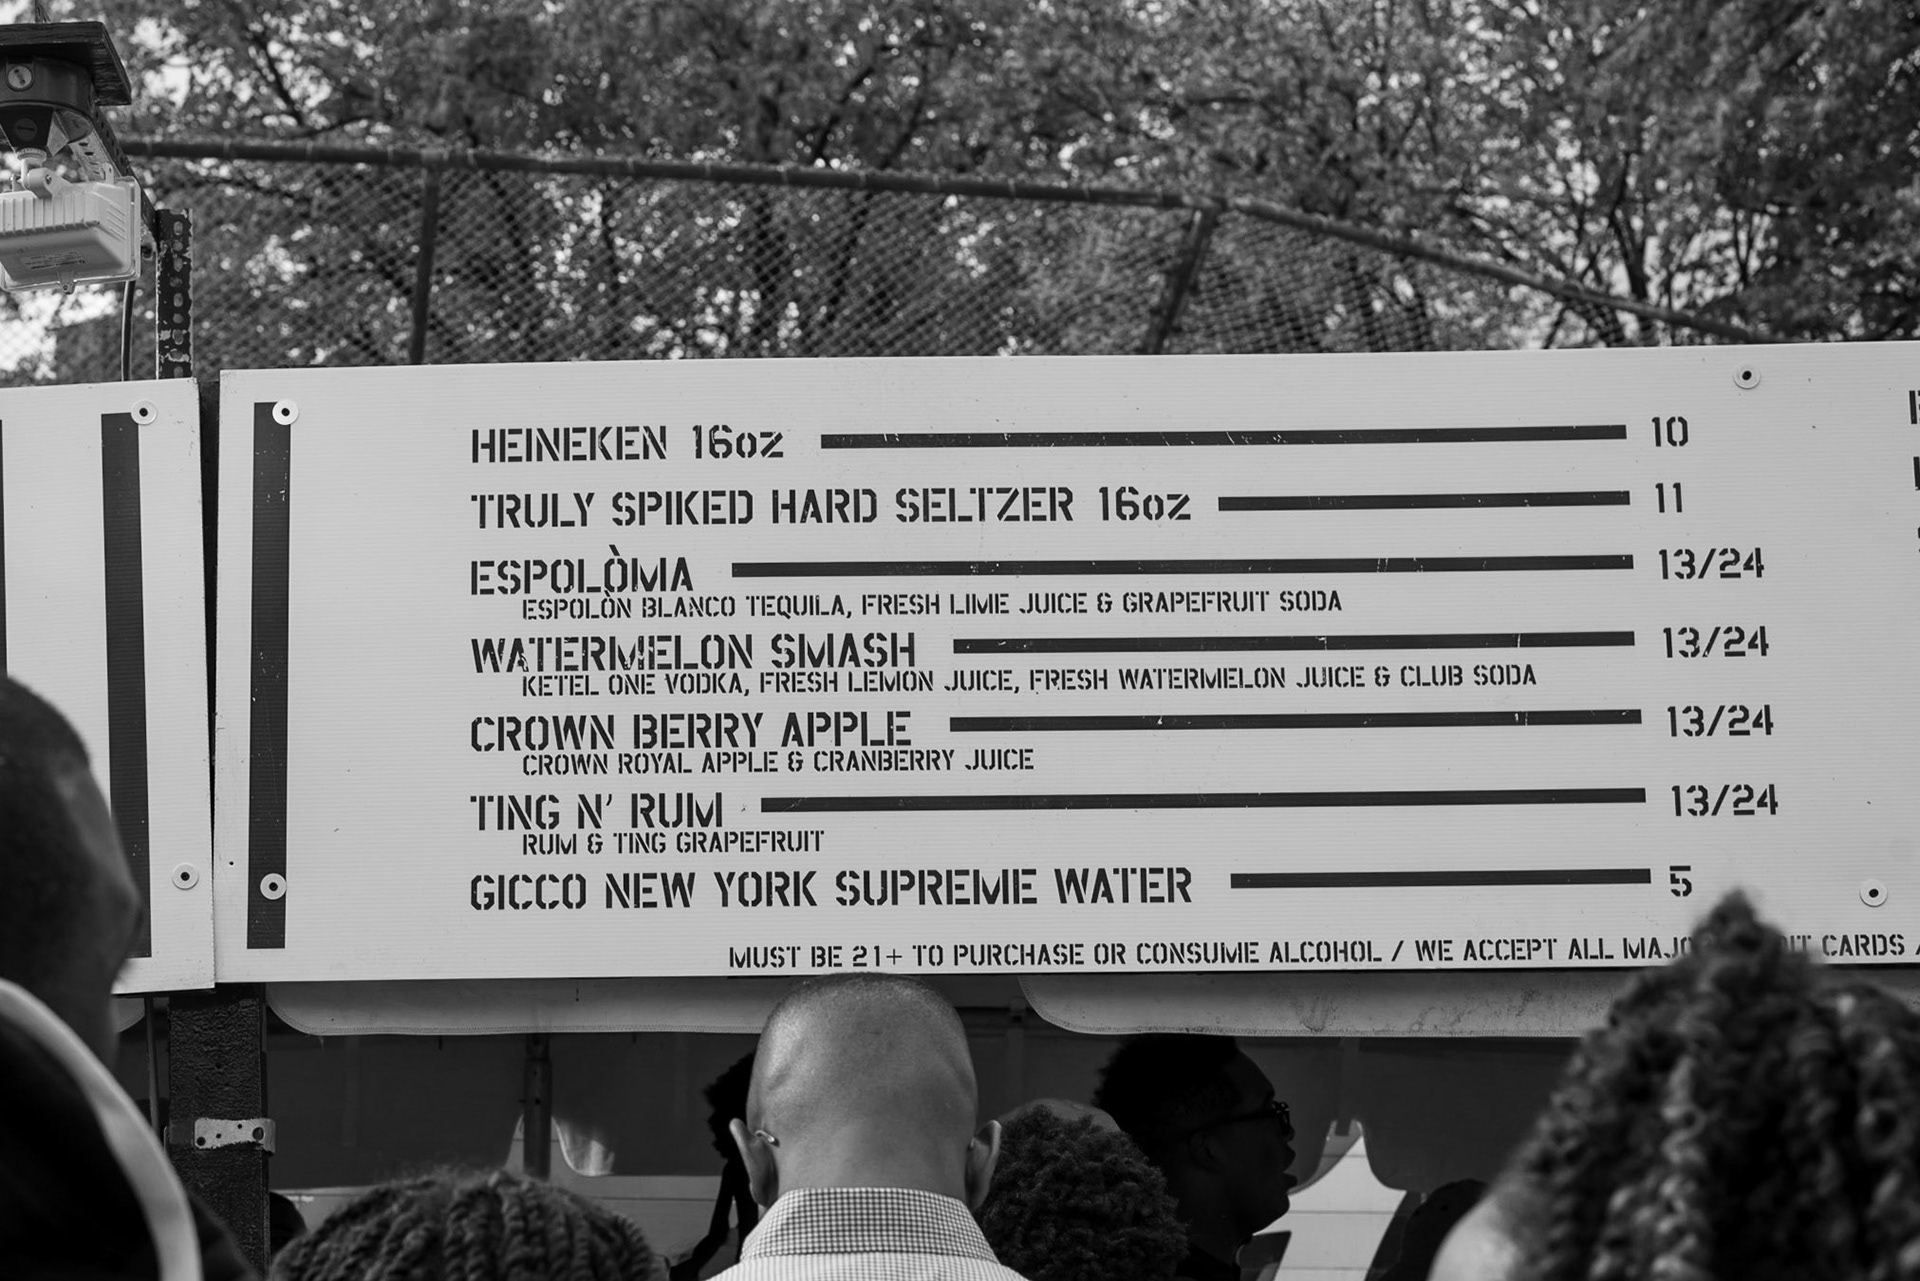 HEINEKEN 16oz 10
TRULY SPIKED HARD SELTZER 16oz 11
ESPOLÒMA 13/24
ESPOLÒN BLANCO TEQUILA, FRESH LIME JUICE & GRAPEFRUIT SODA
WATERMELON SMASH 13/24
KETEL ONE VODKA, FRESH LEMON JUICE, FRESH WATERMELON JUICE & CLUB SODA
CROWN BERRY APPLE 13/24
CROWN ROYAL APPLE & CRANBERRY JUICE
TING N' RUM 13/24
RUM & TING GRAPEFRUIT
GICCO NEW YORK SUPREME WATER 5
MUST BE 21+ TO PURCHASE OR CONSUME ALCOHOL / WE ACCEPT ALL CARDS